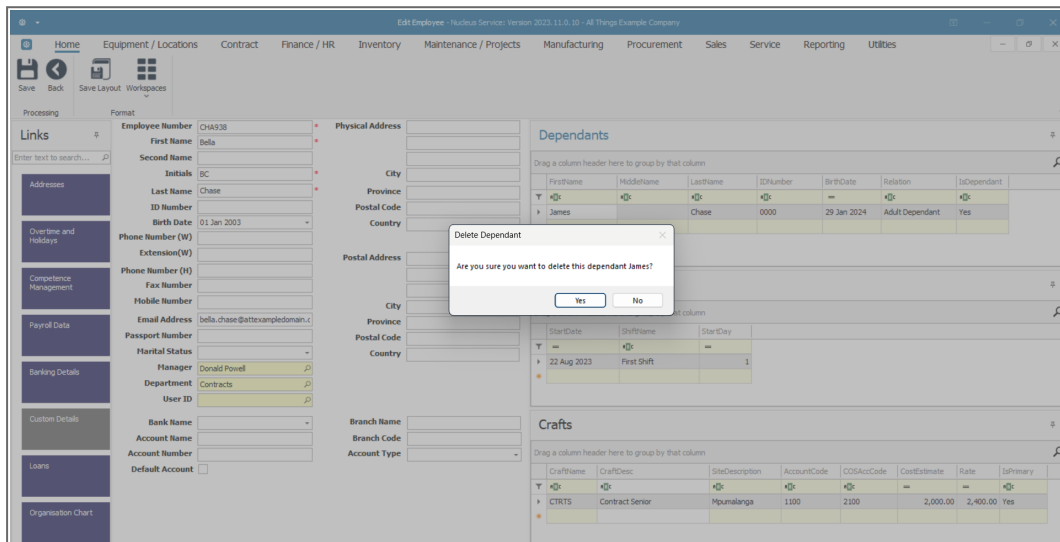 Edit Employee - Nucleus Service: Version 2023.11.0.10 - All Things Example Company
Home Equipment / Locations Contract Finance / HR Inventory Maintenance / Projects Manufacturing Procurement Sales Service Reporting Utilities
Save Back Save Layout Workspaces
Processing Format
Links
Enter text to search...
Addresses
Overtime and Holidays
Competence Management
Payroll Data
Banking Details
Custom Details
Loans
Organisation Chart
Employee Number CHA938 *
First Name Bella *
Second Name
Initials BC *
Last Name Chase *
ID Number
Birth Date 01 Jan 2003
Phone Number (W)
Extension(W)
Phone Number (H)
Fax Number
Mobile Number
Email Address bella.chase@attexampledomain.c
Passport Number
Marital Status
Manager Donald Powell
Department Contracts
User ID
Bank Name
Account Name
Account Number
Default Account
Physical Address
City
Province
Postal Code
Country
Postal Address
City
Province
Postal Code
Country
Branch Name
Branch Code
Account Type
Dependants
Drag a column header here to group by that column
FirstName MiddleName LastName IDNumber BirthDate Relation IsDependant
James Chase 0000 29 Jan 2024 Adult Dependant Yes
Delete Dependant
Are you sure you want to delete this dependant James?
Yes No
that column
StartDate ShiftName StartDay
22 Aug 2023 First Shift 1
Crafts
Drag a column header here to group by that column
CraftName CraftDesc SiteDescription AccountCode COSAccCode CostEstimate Rate IsPrimary
CTRTS Contract Senior Mpumalanga 1100 2100 2,000.00 2,400.00 Yes